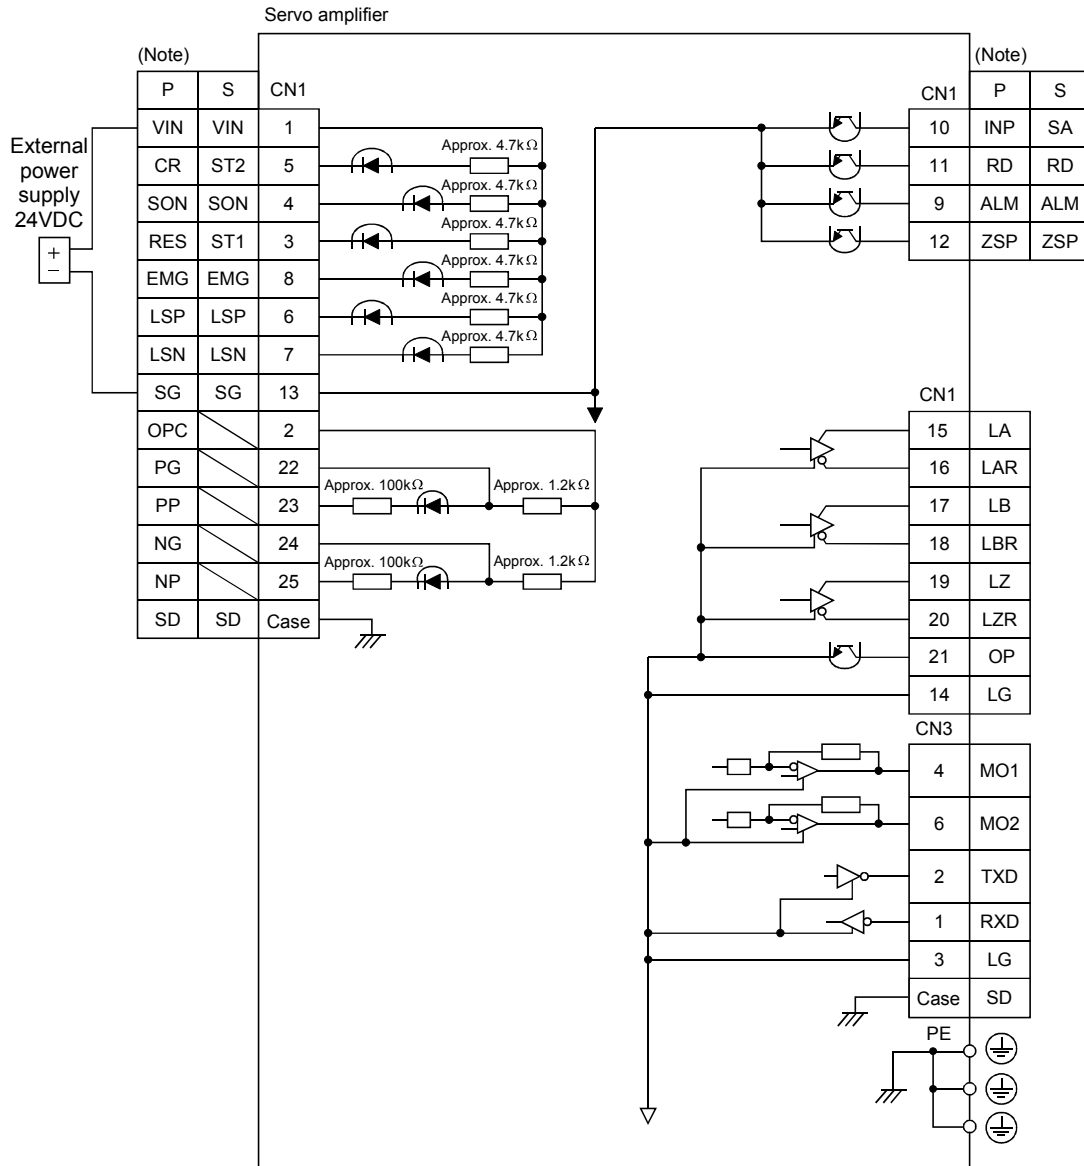 Servo amplifier
(Note)
P S CN1
VIN VIN 1
CR ST2 5 Approx. 4.7kΩ
SON SON 4 Approx. 4.7kΩ
RES ST1 3 Approx. 4.7kΩ
EMG EMG 8 Approx. 4.7kΩ
LSP LSP 6 Approx. 4.7kΩ
LSN LSN 7 Approx. 4.7kΩ
SG SG 13
OPC 2
PG 22
PP 23 Approx. 100kΩ Approx. 1.2kΩ
NG 24
NP 25 Approx. 100kΩ Approx. 1.2kΩ
SD SD Case
External
power
supply
24VDC
+
−
(Note)
CN1 P S
10 INP SA
11 RD RD
9 ALM ALM
12 ZSP ZSP
CN1
15 LA
16 LAR
17 LB
18 LBR
19 LZ
20 LZR
21 OP
14 LG
CN3
4 MO1
6 MO2
2 TXD
1 RXD
3 LG
Case SD
PE